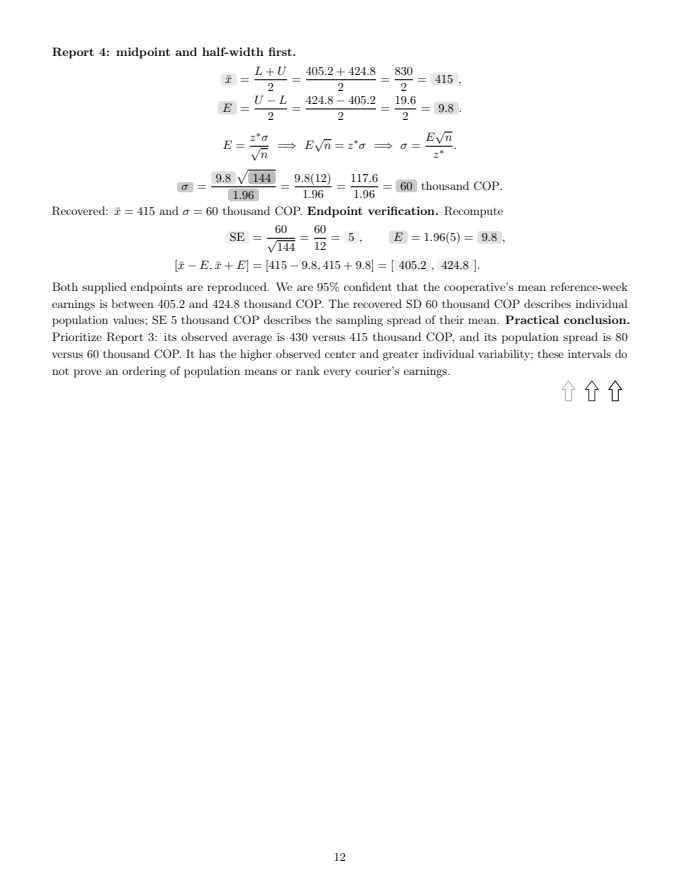 Report 4: midpoint and half-width first.
x̄ = (L + U)/2 = (405.2 + 424.8)/2 = 830/2 = 415 ,
E = (U − L)/2 = (424.8 − 405.2)/2 = 19.6/2 = 9.8 .
E = z*σ/√n ⟹ E√n = z*σ ⟹ σ = E√n/z* .
σ = 9.8 √144 / 1.96 = 9.8(12)/1.96 = 117.6/1.96 = 60 thousand COP.
Recovered: x̄ = 415 and σ = 60 thousand COP. Endpoint verification. Recompute
SE = 60/√144 = 60/12 = 5 , E = 1.96(5) = 9.8 ,
[x̄ − E, x̄ + E] = [415 − 9.8, 415 + 9.8] = [ 405.2 , 424.8 ].
Both supplied endpoints are reproduced. We are 95% confident that the cooperative's mean reference-week
earnings is between 405.2 and 424.8 thousand COP. The recovered SD 60 thousand COP describes individual
population values; SE 5 thousand COP describes the sampling spread of their mean. Practical conclusion.
Prioritize Report 3: its observed average is 430 versus 415 thousand COP, and its population spread is 80
versus 60 thousand COP. It has the higher observed center and greater individual variability; these intervals do
not prove an ordering of population means or rank every courier's earnings.
12